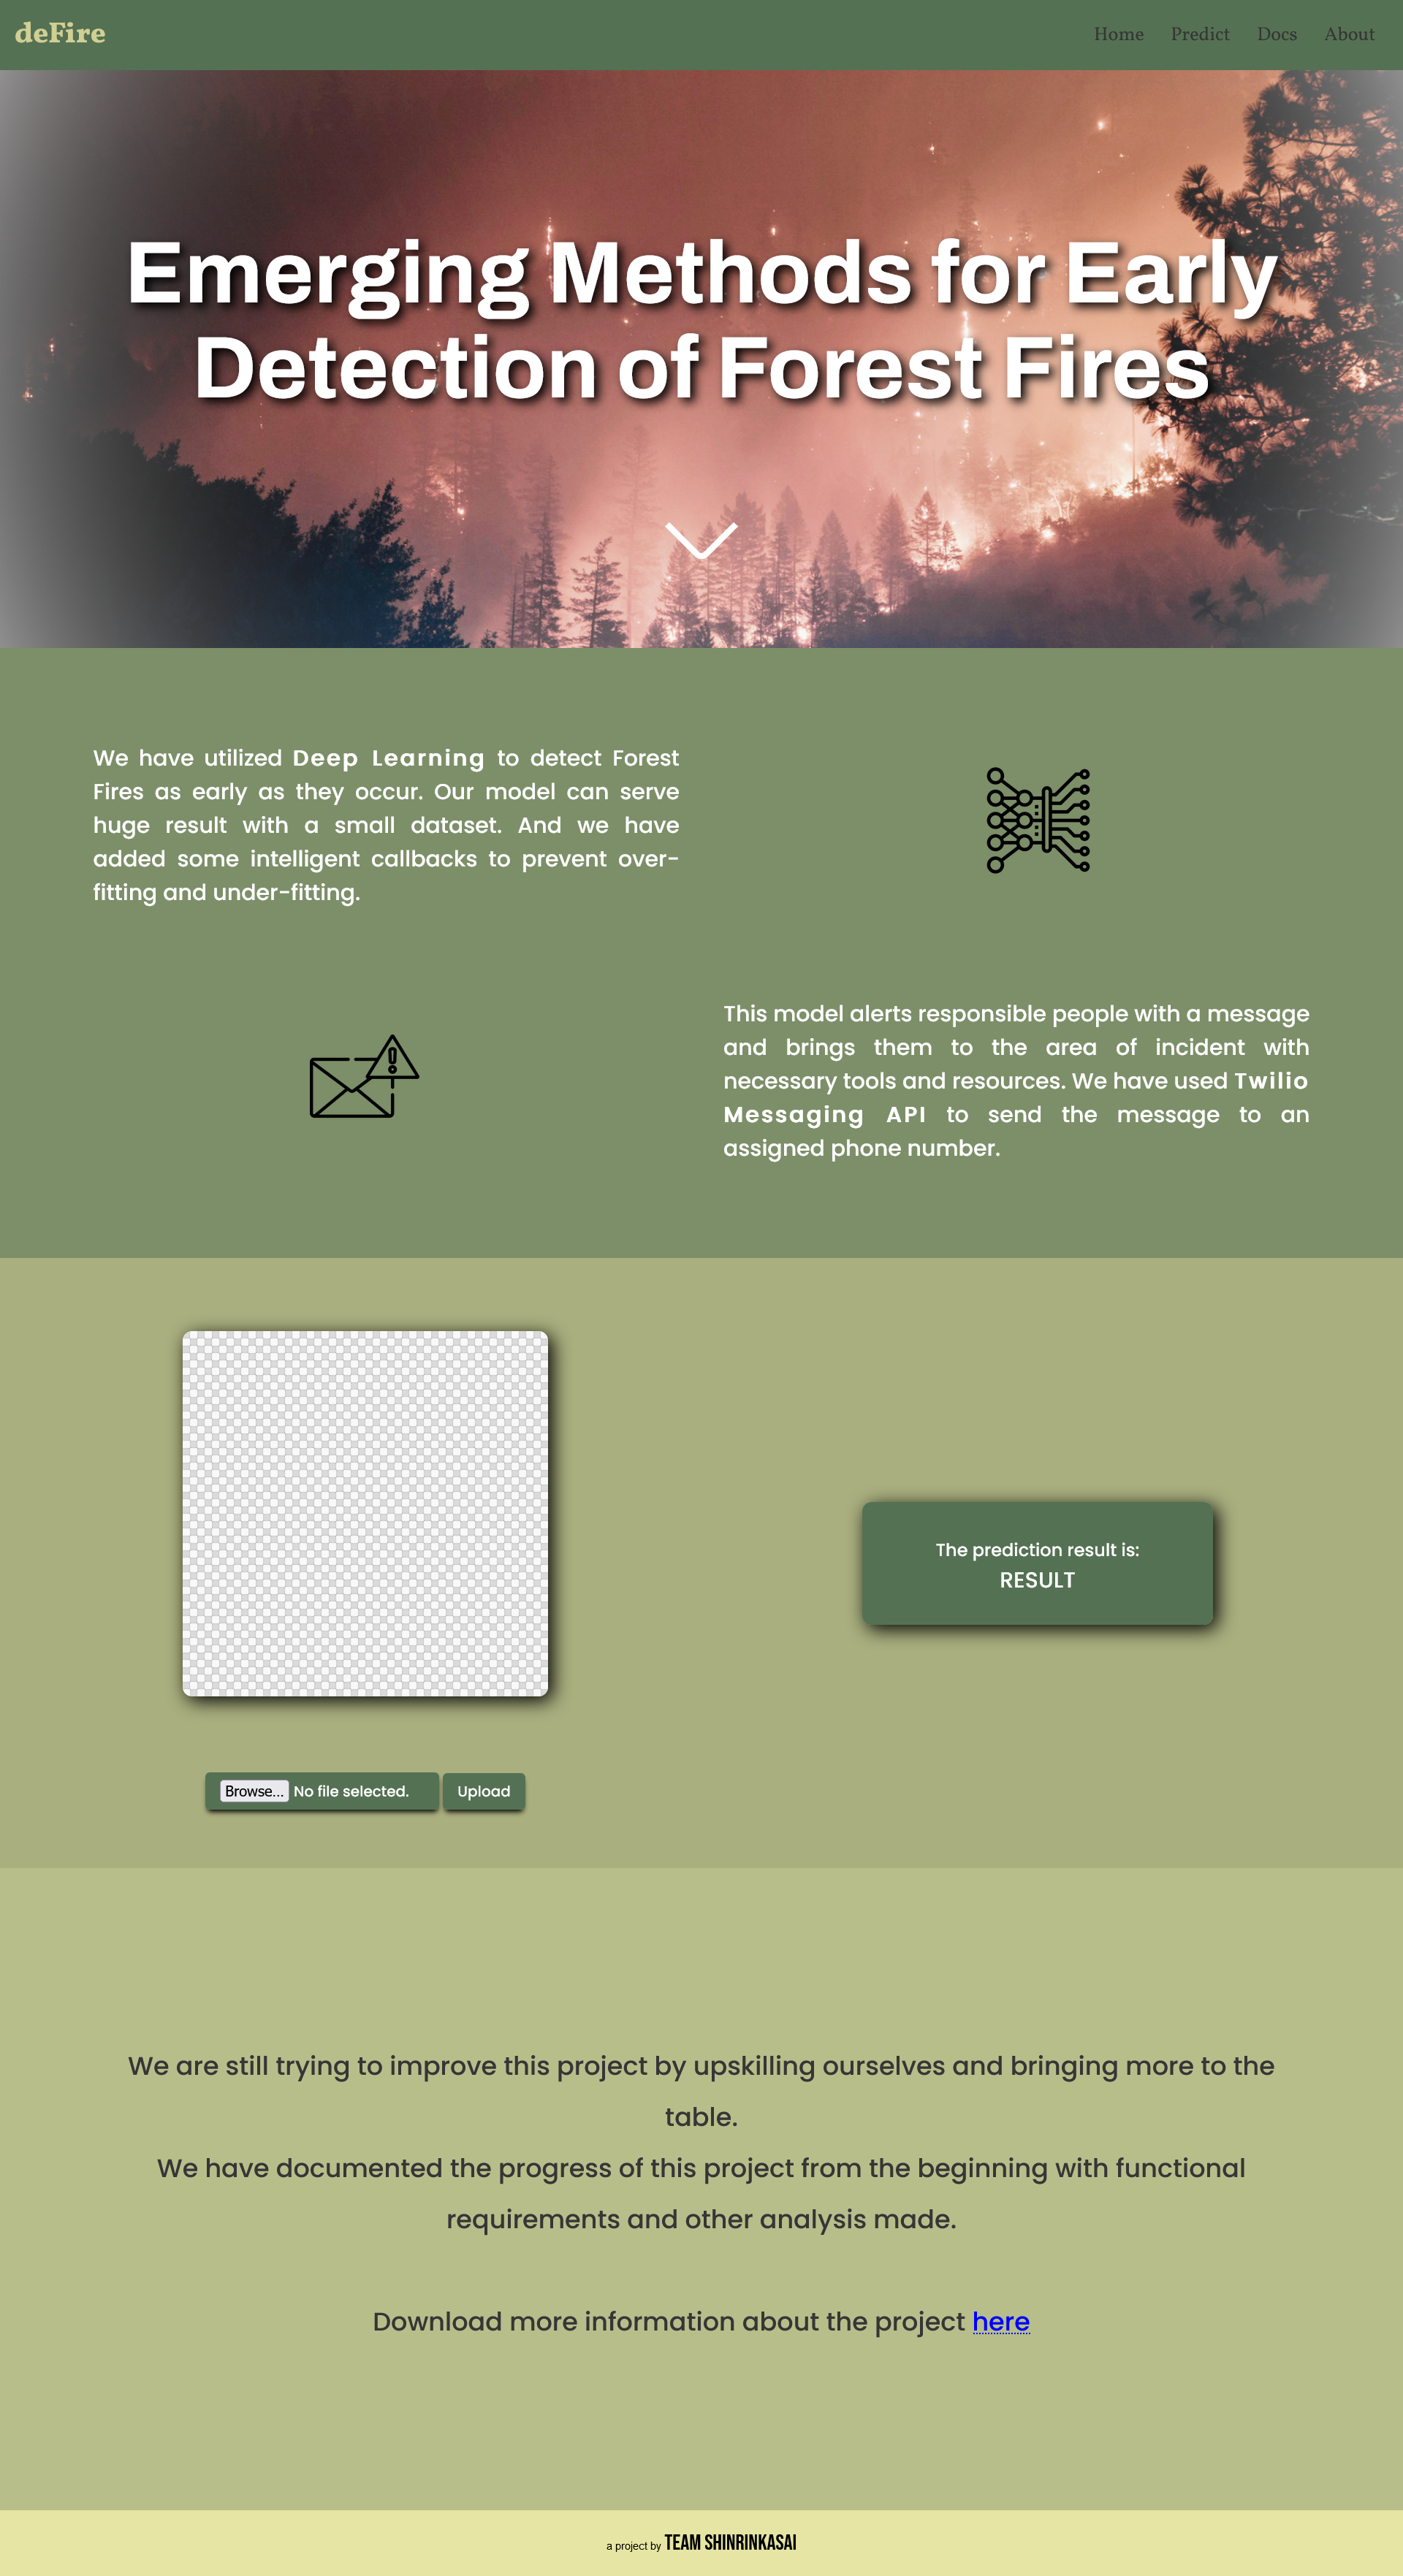 deFire
Home Predict Docs About
Emerging Methods for Early
Detection of Forest Fires
We have utilized Deep Learning to detect Forest
Fires as early as they occur. Our model can serve
huge result with a small dataset. And we have
added some intelligent callbacks to prevent over-
fitting and under-fitting.
This model alerts responsible people with a message
and brings them to the area of incident with
necessary tools and resources. We have used Twilio
Messaging API to send the message to an
assigned phone number.
The prediction result is:
RESULT
Browse... No file selected. Upload
We are still trying to improve this project by upskilling ourselves and bringing more to the
table.
We have documented the progress of this project from the beginning with functional
requirements and other analysis made.
Download more information about the project here
a project by TEAM SHINRINKASAI